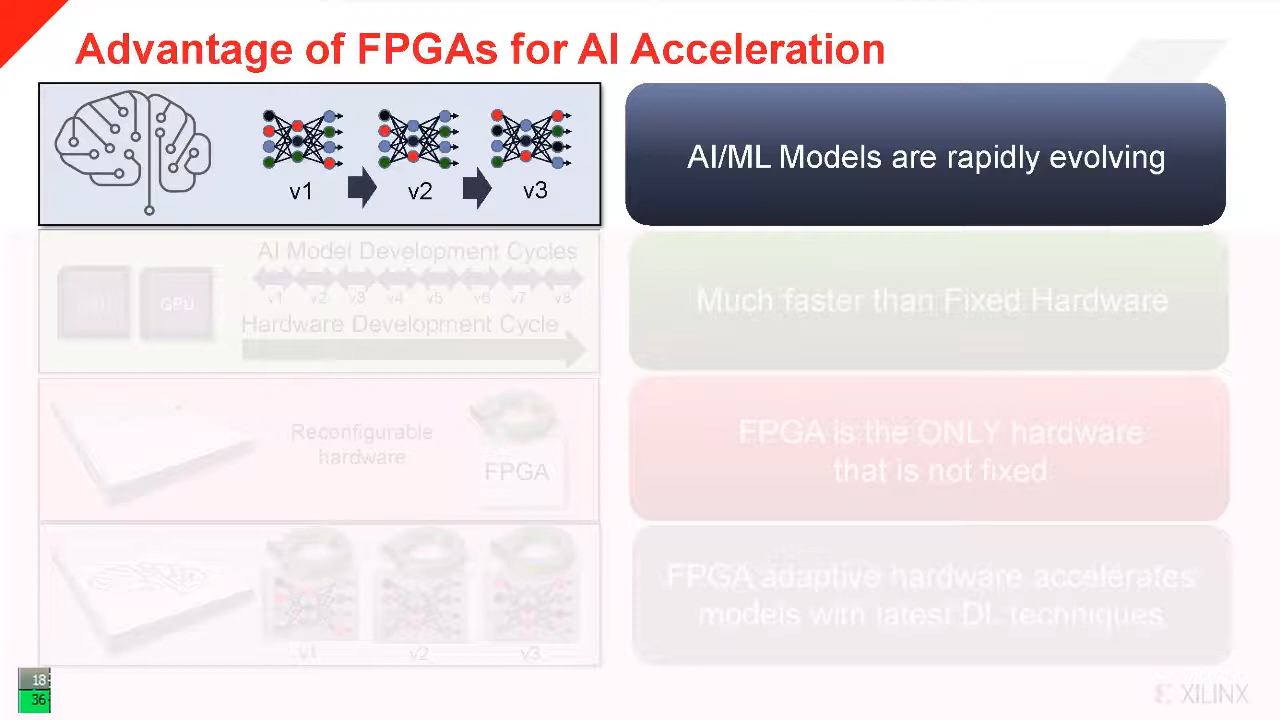 Advantage of FPGAs for AI Acceleration
v1
v2
v3
AI/ML Models are rapidly evolving
AI Model Development Cycles
v1 v2 v3 v4 v5 v6 v7 v8
GPU
Hardware Development Cycle
Much faster than Fixed Hardware
Reconfigurable
hardware
FPGA
FPGA is the ONLY hardware
that is not fixed
v1
v2
v3
FPGA adaptive hardware accelerates
models with latest DL techniques
18
36
XILINX